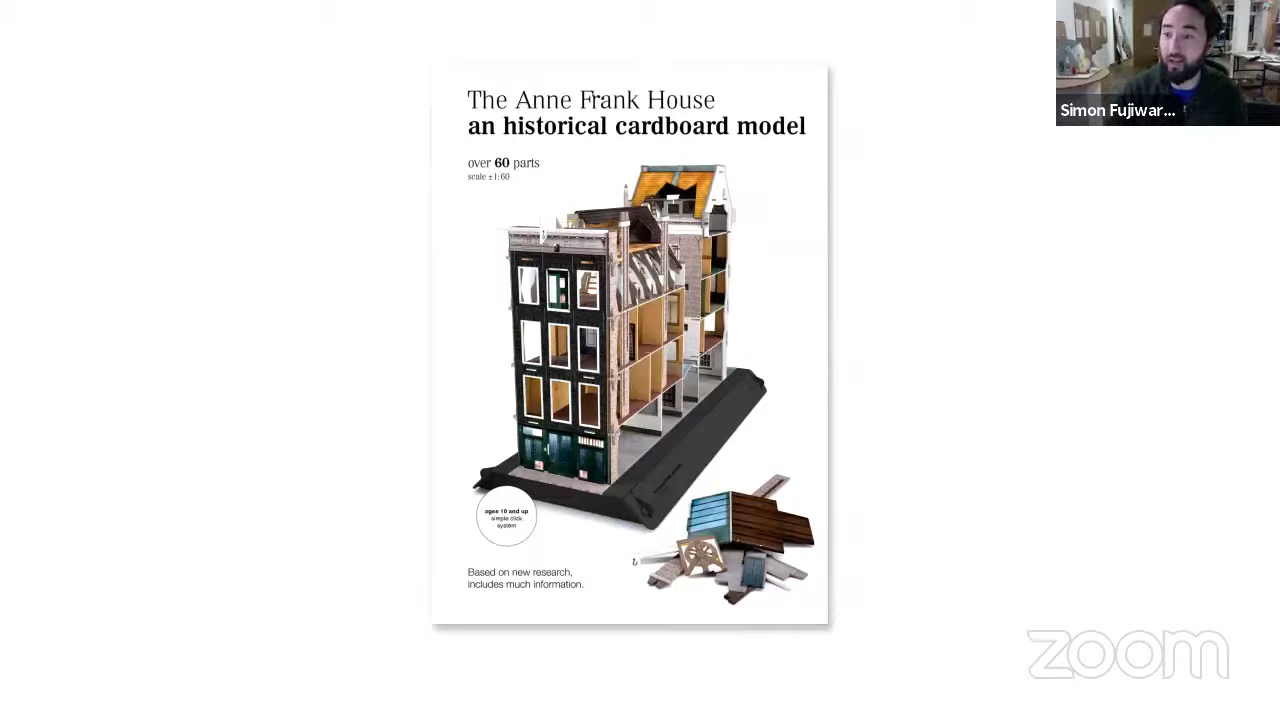 The Anne Frank House
an historical cardboard model
over 60 parts
scale ±1:60
ages 10 and up
simple click
system
Based on new research,
includes much information.
Simon Fujiwar...
zoom